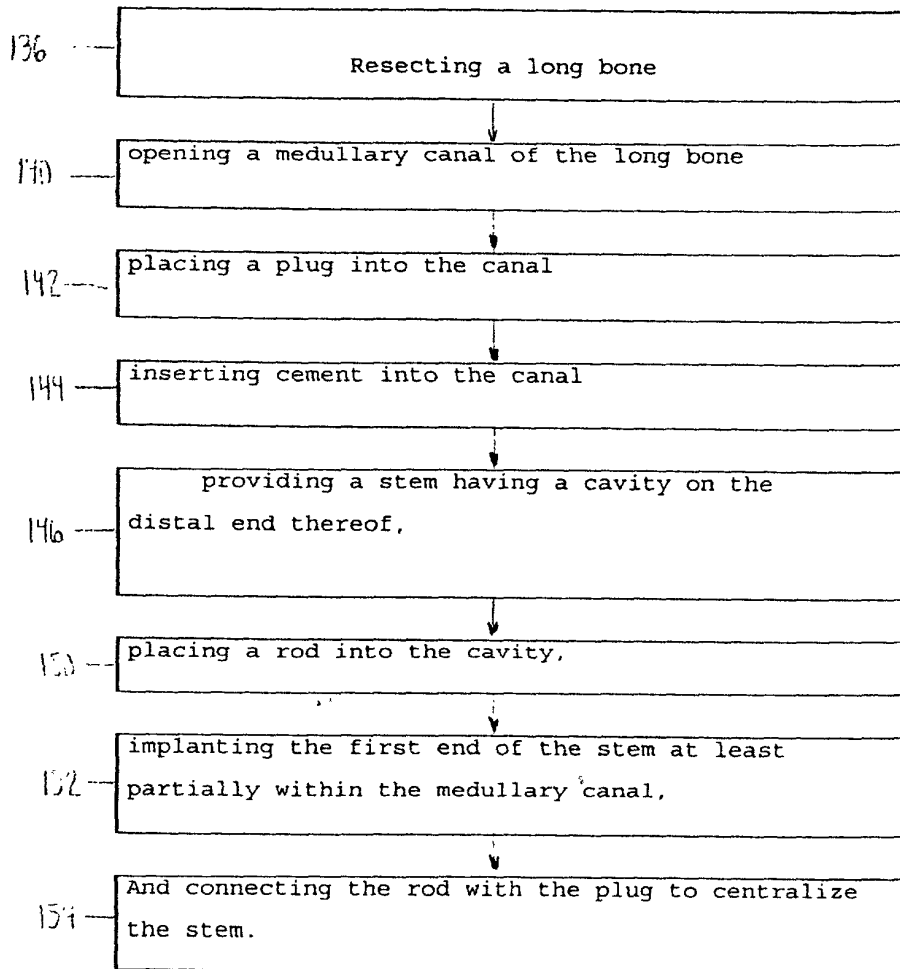 136
Resecting a long bone
opening a medullary canal of the long bone
142
placing a plug into the canal
144
inserting cement into the canal
146
providing a stem having a cavity on the
distal end thereof,
150
placing a rod into the cavity,
152
implanting the first end of the stem at least
partially within the medullary canal,
And connecting the rod with the plug to centralize
the stem.